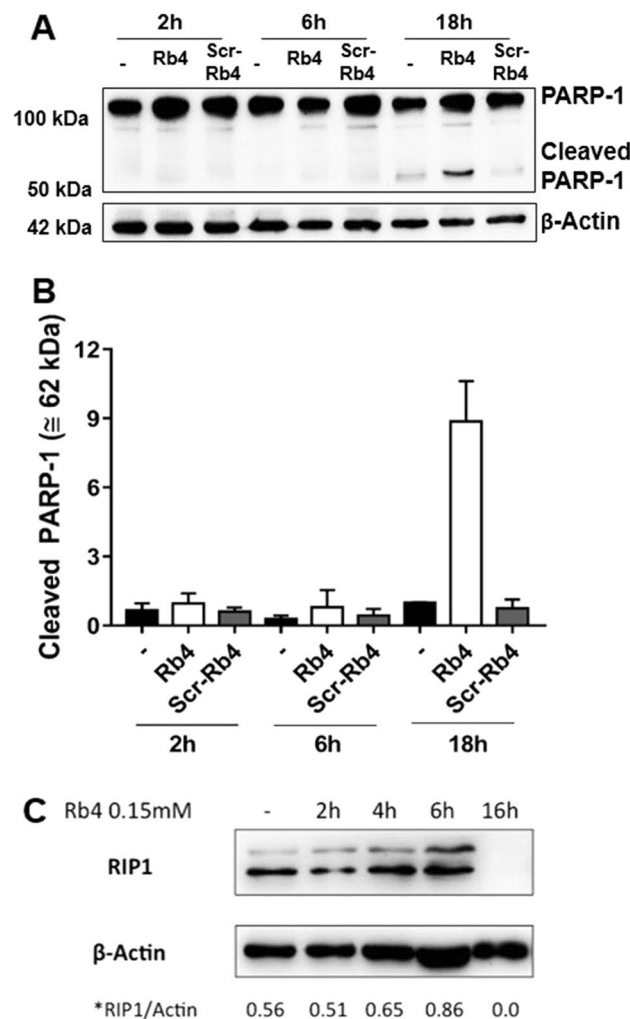 A
2h 6h 18h
- Rb4 Scr-Rb4 - Rb4 Scr-Rb4 - Rb4 Scr-Rb4
100 kDa
PARP-1
Cleaved PARP-1
50 kDa
42 kDa
β-Actin
B
Cleaved PARP-1 (≅ 62 kDa)
12
9
6
3
0
- Rb4 Scr-Rb4 - Rb4 Scr-Rb4 - Rb4 Scr-Rb4
2h 6h 18h
C
Rb4 0.15mM - 2h 4h 6h 16h
RIP1
β-Actin
*RIP1/Actin 0.56 0.51 0.65 0.86 0.0